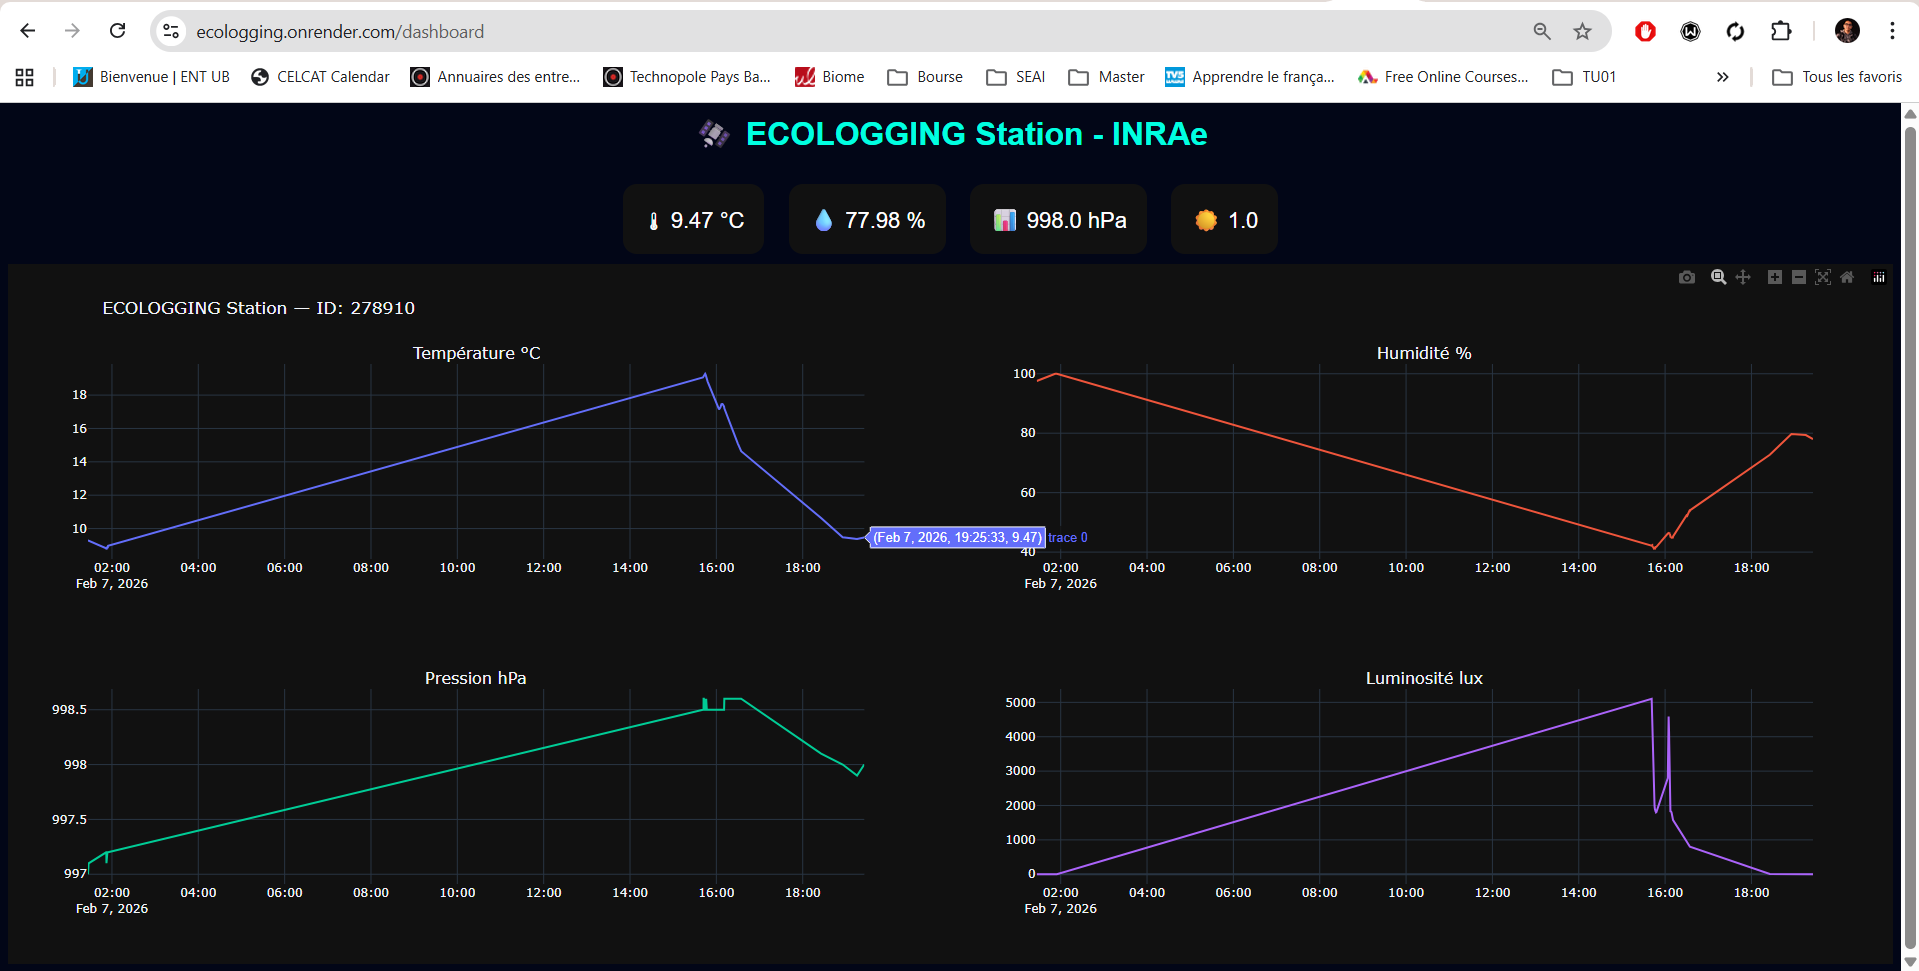 ecologging.onrender.com/dashboard
Bienvenue | ENT UB
CELCAT Calendar
Annuaires des entre...
Technopole Pays Ba...
Biome
Bourse
SEAI
Master
Apprendre le frança...
Free Online Courses...
TU01
Tous les favoris
ECOLOGGING Station - INRAe
9.47 °C
77.98 %
998.0 hPa
1.0
ECOLOGGING Station — ID: 278910
Température °C
18
16
14
12
10
02:00 04:00 06:00 08:00 10:00 12:00 14:00 16:00 18:00
Feb 7, 2026
(Feb 7, 2026, 19:25:33, 9.47) trace 0
Humidité %
100
80
60
40
02:00 04:00 06:00 08:00 10:00 12:00 14:00 16:00 18:00
Feb 7, 2026
Pression hPa
998.5
998
997.5
997
02:00 04:00 06:00 08:00 10:00 12:00 14:00 16:00 18:00
Feb 7, 2026
Luminosité lux
5000
4000
3000
2000
1000
0
02:00 04:00 06:00 08:00 10:00 12:00 14:00 16:00 18:00
Feb 7, 2026